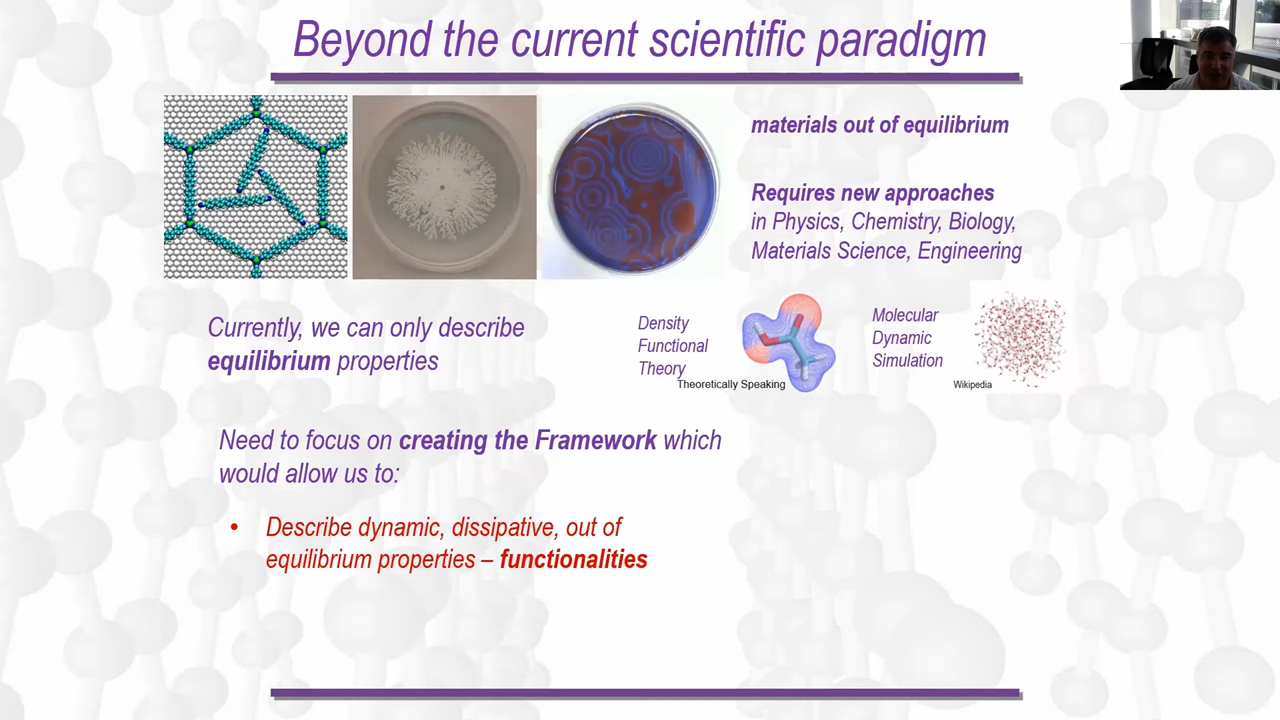 Beyond the current scientific paradigm
materials out of equilibrium
Requires new approaches
in Physics, Chemistry, Biology,
Materials Science, Engineering
Currently, we can only describe
equilibrium properties
Density
Functional
Theory
Theoretically Speaking
Molecular
Dynamic
Simulation
Wikipedia
Need to focus on creating the Framework which
would allow us to:
• Describe dynamic, dissipative, out of
equilibrium properties – functionalities